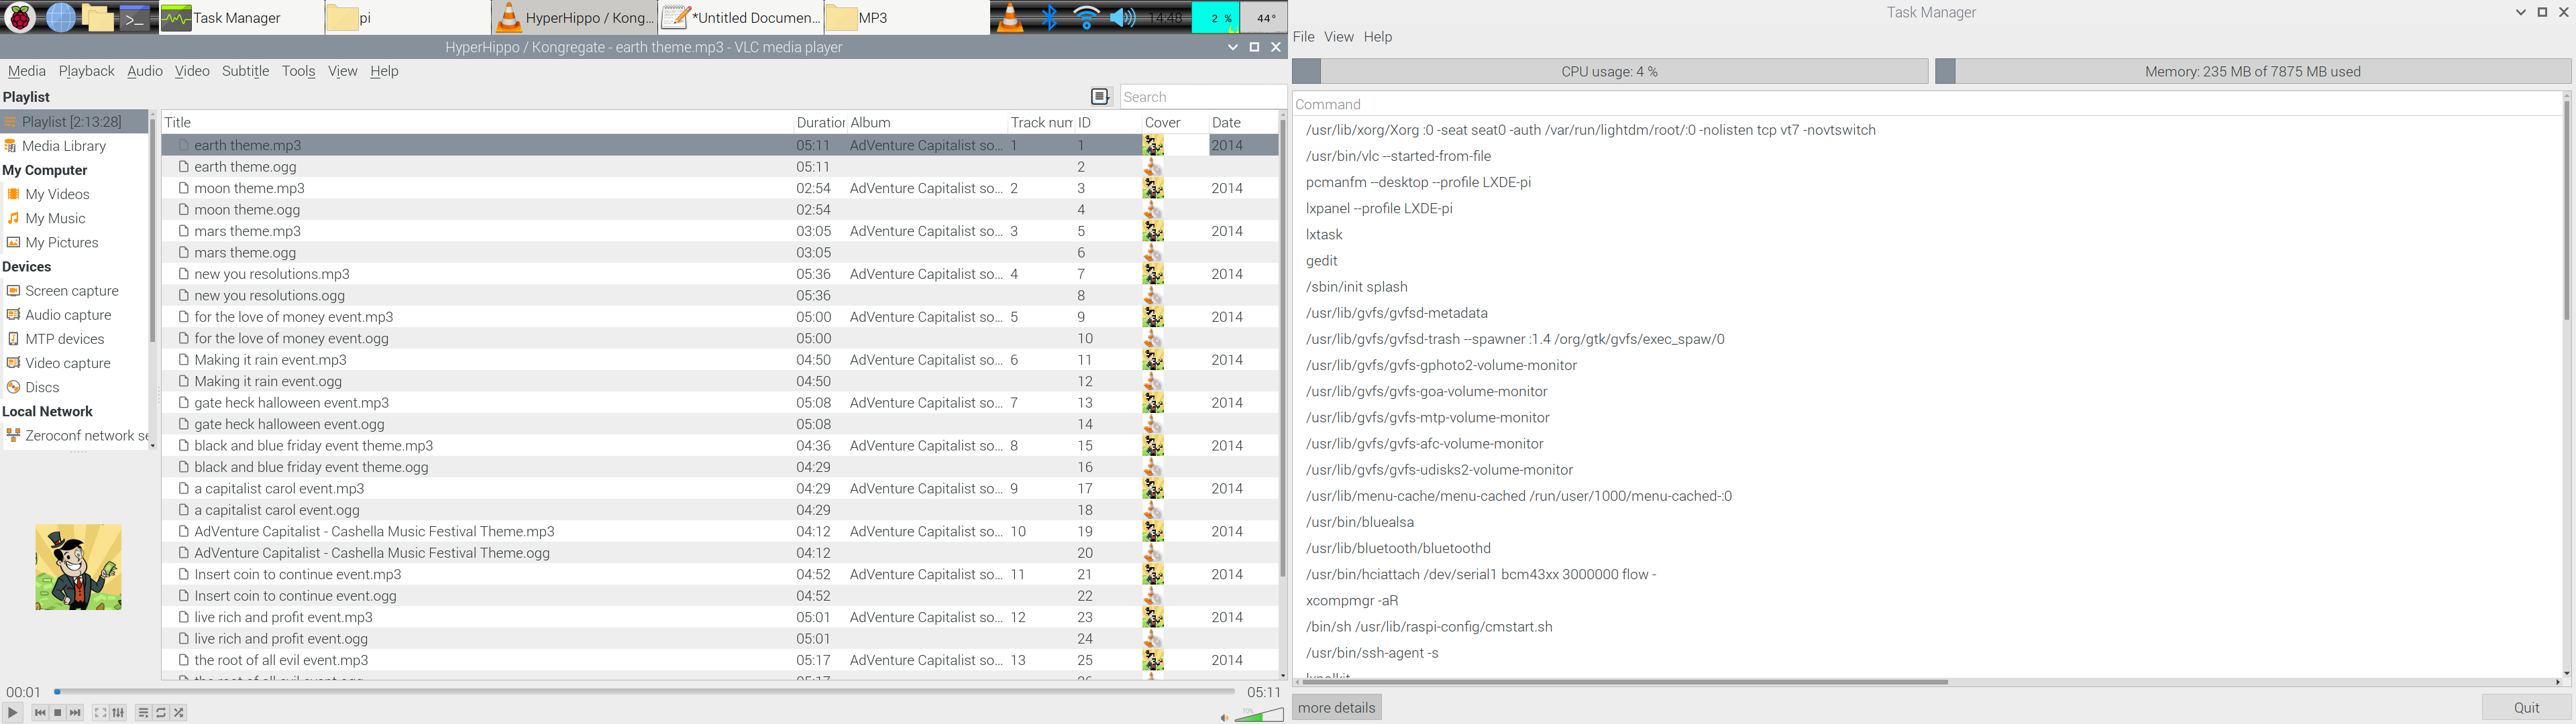 Task Manager pi HyperHippo / Kong... *Untitled Documen... MP3 14:48 2 % 44°
HyperHippo / Kongregate - earth theme.mp3 - VLC media player
Media Playback Audio Video Subtitle Tools View Help
Playlist Search
Playlist [2:13:28]
Media Library
My Computer
My Videos
My Music
My Pictures
Devices
Screen capture
Audio capture
MTP devices
Video capture
Discs
Local Network
Zeroconf network se
Title Duration Album Track num ID Cover Date
earth theme.mp3 05:11 AdVenture Capitalist so... 1 1 2014
earth theme.ogg 05:11 2
moon theme.mp3 02:54 AdVenture Capitalist so... 2 3 2014
moon theme.ogg 02:54 4
mars theme.mp3 03:05 AdVenture Capitalist so... 3 5 2014
mars theme.ogg 03:05 6
new you resolutions.mp3 05:36 AdVenture Capitalist so... 4 7 2014
new you resolutions.ogg 05:36 8
for the love of money event.mp3 05:00 AdVenture Capitalist so... 5 9 2014
for the love of money event.ogg 05:00 10
Making it rain event.mp3 04:50 AdVenture Capitalist so... 6 11 2014
Making it rain event.ogg 04:50 12
gate heck halloween event.mp3 05:08 AdVenture Capitalist so... 7 13 2014
gate heck halloween event.ogg 05:08 14
black and blue friday event theme.mp3 04:36 AdVenture Capitalist so... 8 15 2014
black and blue friday event theme.ogg 04:29 16
a capitalist carol event.mp3 04:29 AdVenture Capitalist so... 9 17 2014
a capitalist carol event.ogg 04:29 18
AdVenture Capitalist - Cashella Music Festival Theme.mp3 04:12 AdVenture Capitalist so... 10 19 2014
AdVenture Capitalist - Cashella Music Festival Theme.ogg 04:12 20
Insert coin to continue event.mp3 04:52 AdVenture Capitalist so... 11 21 2014
Insert coin to continue event.ogg 04:52 22
live rich and profit event.mp3 05:01 AdVenture Capitalist so... 12 23 2014
live rich and profit event.ogg 05:01 24
the root of all evil event.mp3 05:17 AdVenture Capitalist so... 13 25 2014
the root of all evil event.ogg 05:17 26
00:01 05:11
70%
Task Manager
File View Help
CPU usage: 4 % Memory: 235 MB of 7875 MB used
Command
/usr/lib/xorg/Xorg :0 -seat seat0 -auth /var/run/lightdm/root/:0 -nolisten tcp vt7 -novtswitch
/usr/bin/vlc --started-from-file
pcmanfm --desktop --profile LXDE-pi
lxpanel --profile LXDE-pi
lxtask
gedit
/sbin/init splash
/usr/lib/gvfs/gvfsd-metadata
/usr/lib/gvfs/gvfsd-trash --spawner :1.4 /org/gtk/gvfs/exec_spaw/0
/usr/lib/gvfs/gvfs-gphoto2-volume-monitor
/usr/lib/gvfs/gvfs-goa-volume-monitor
/usr/lib/gvfs/gvfs-mtp-volume-monitor
/usr/lib/gvfs/gvfs-afc-volume-monitor
/usr/lib/gvfs/gvfs-udisks2-volume-monitor
/usr/lib/menu-cache/menu-cached /run/user/1000/menu-cached-:0
/usr/bin/bluealsa
/usr/lib/bluetooth/bluetoothd
/usr/bin/hciattach /dev/serial1 bcm43xx 3000000 flow -
xcompmgr -aR
/bin/sh /usr/lib/raspi-config/cmstart.sh
/usr/bin/ssh-agent -s
lxpolkit
more details Quit